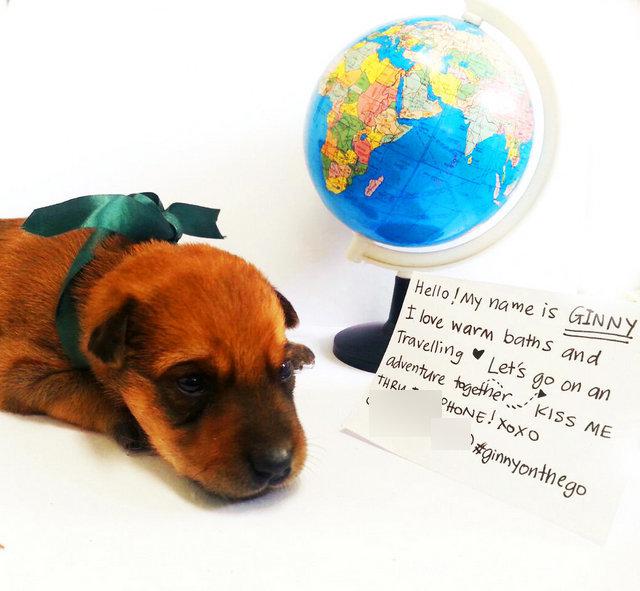 Hello! My name is GINNY
I love warm baths and
Travelling ♥ Let's go on an
adventure together KISS ME
THRU PHONE! XOXO
#ginnyonthego